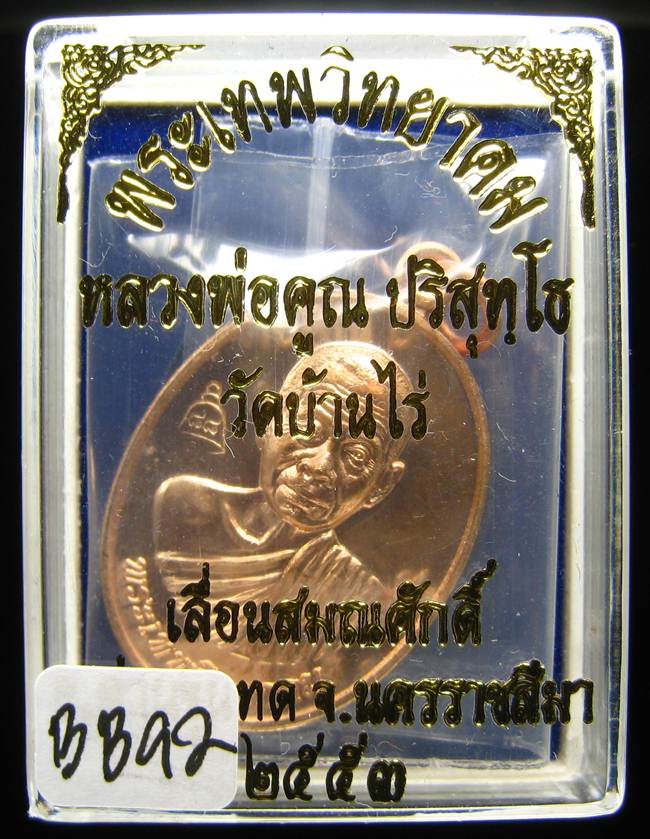 พระเทพวิทยาคม
หลวงพ่อคูณ ปริสุทฺโธ
วัดบ้านไร่
เลื่อนสมณศักดิ์
ทด จ.นครราชสีมา
๒๕๕๓
BB92